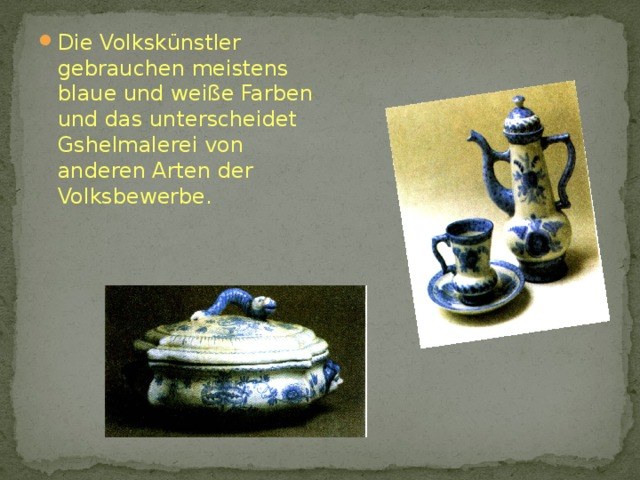 Die Volkskünstler
gebrauchen meistens
blaue und weiße Farben
und das unterscheidet
Gshelmalerei von
anderen Arten der
Volksbewerbe.